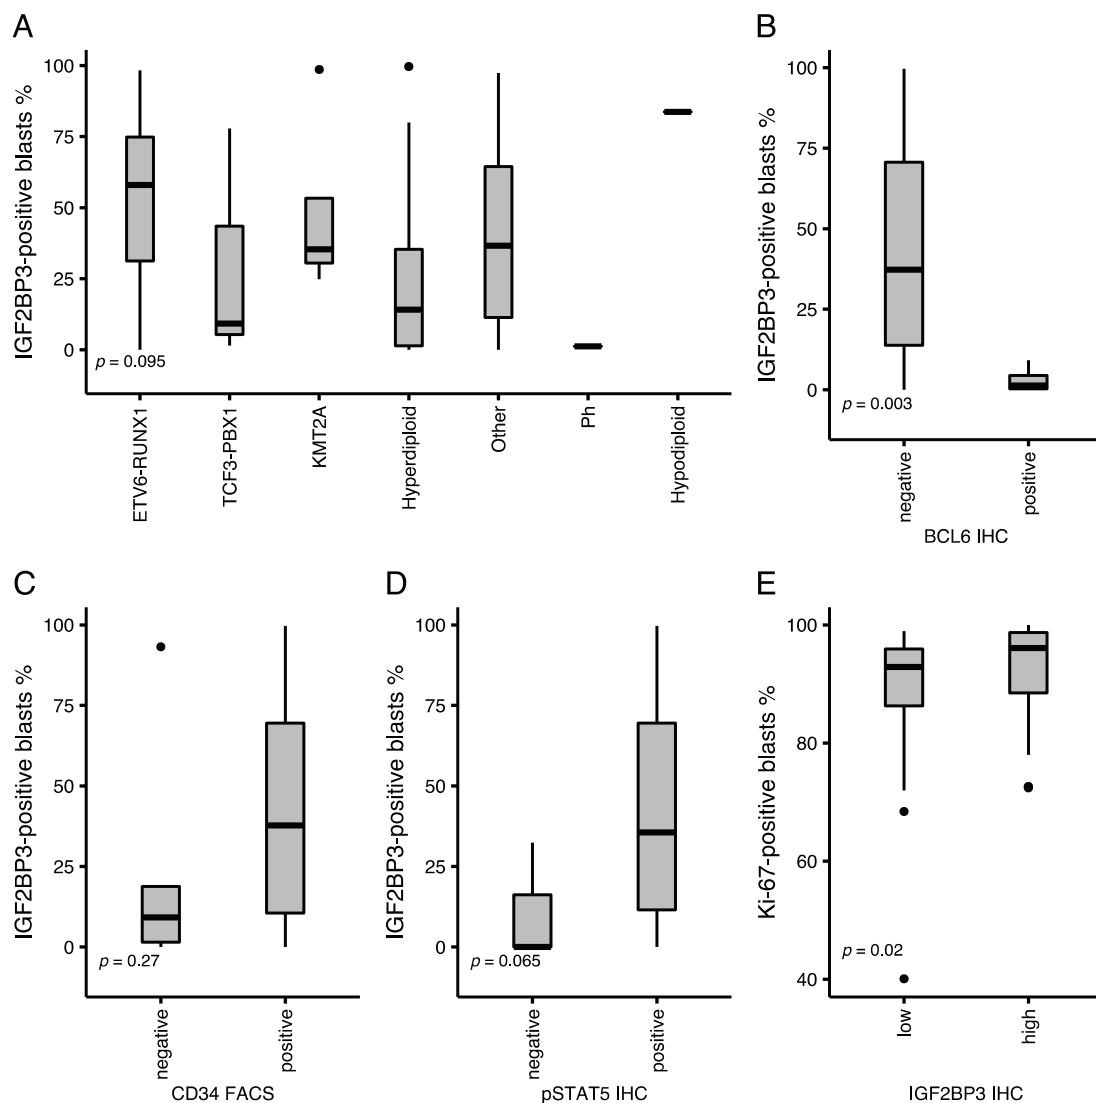 A
IGF2BP3-positive blasts %
100
75
50
25
0
p = 0.095
ETV6-RUNX1
TCF3-PBX1
KMT2A
Hyperdiploid
Other
Ph
Hypodiploid
B
IGF2BP3-positive blasts %
100
75
50
25
0
p = 0.003
negative
positive
BCL6 IHC
C
IGF2BP3-positive blasts %
100
75
50
25
0
p = 0.27
negative
positive
CD34 FACS
D
IGF2BP3-positive blasts %
100
75
50
25
0
p = 0.065
negative
positive
pSTAT5 IHC
E
Ki-67-positive blasts %
100
80
60
40
p = 0.02
low
high
IGF2BP3 IHC